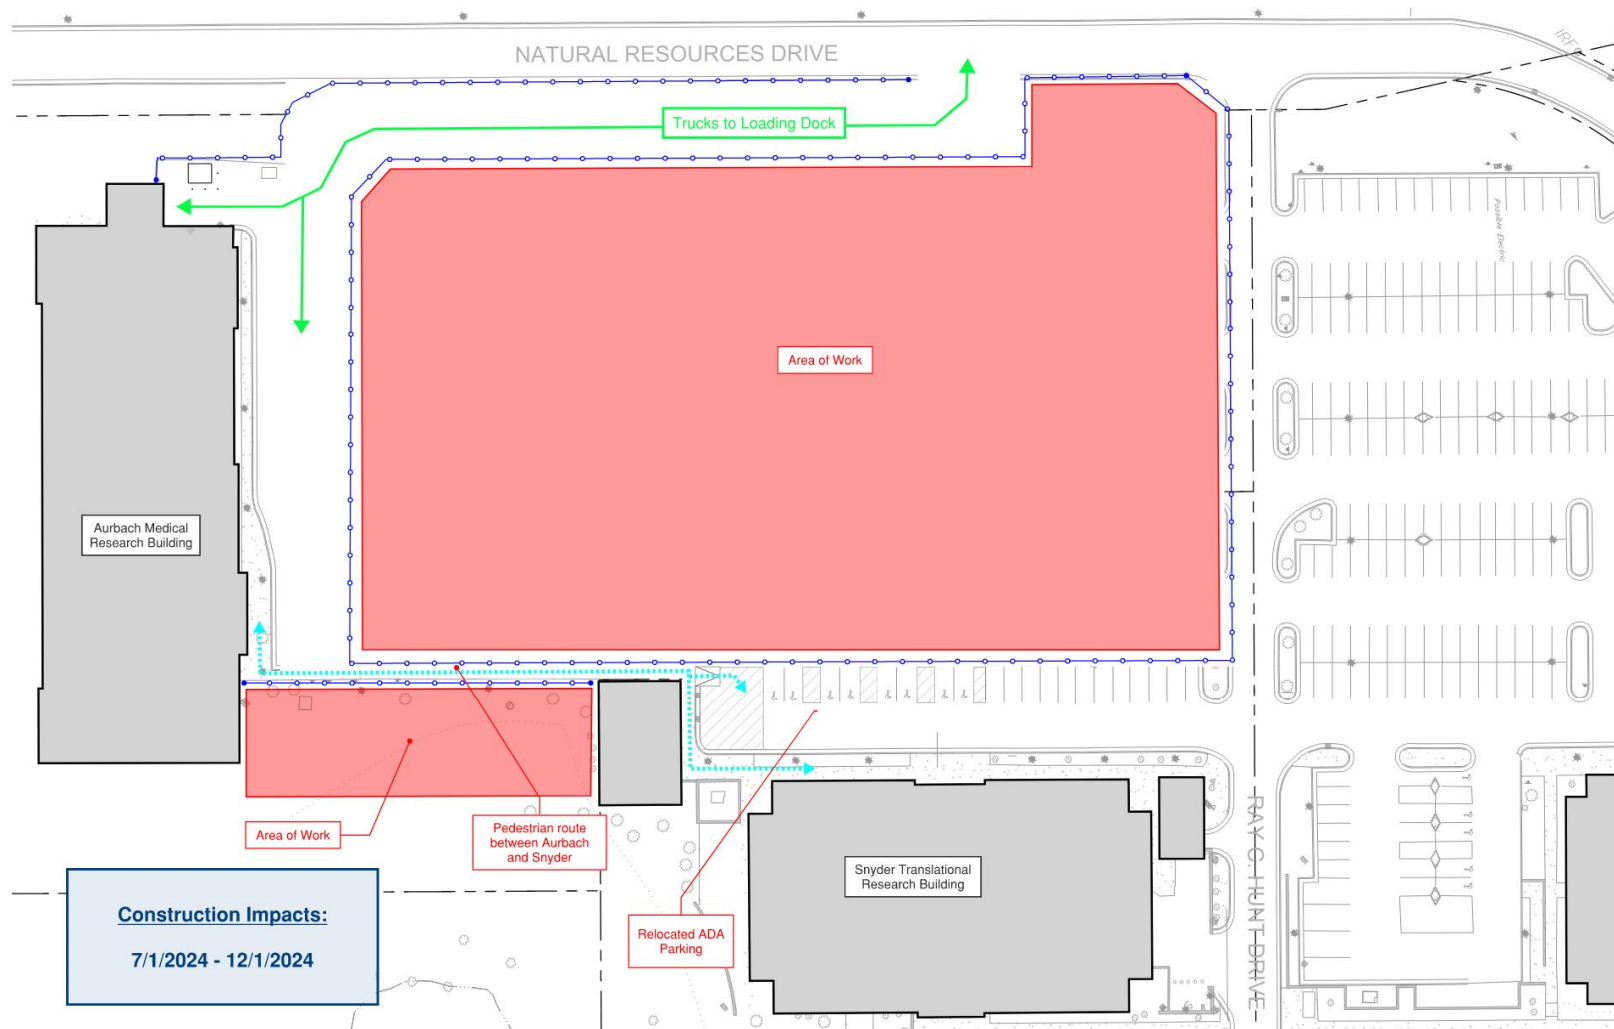 NATURAL RESOURCES DRIVE
Trucks to Loading Dock
Possible Electric
Area of Work
Aurbach Medical
Research Building
Area of Work
Pedestrian route
between Aurbach
and Snyder
Snyder Translational
Research Building
Relocated ADA
Parking
RAY C. HUNT DRIVE
Construction Impacts:
7/1/2024 - 12/1/2024